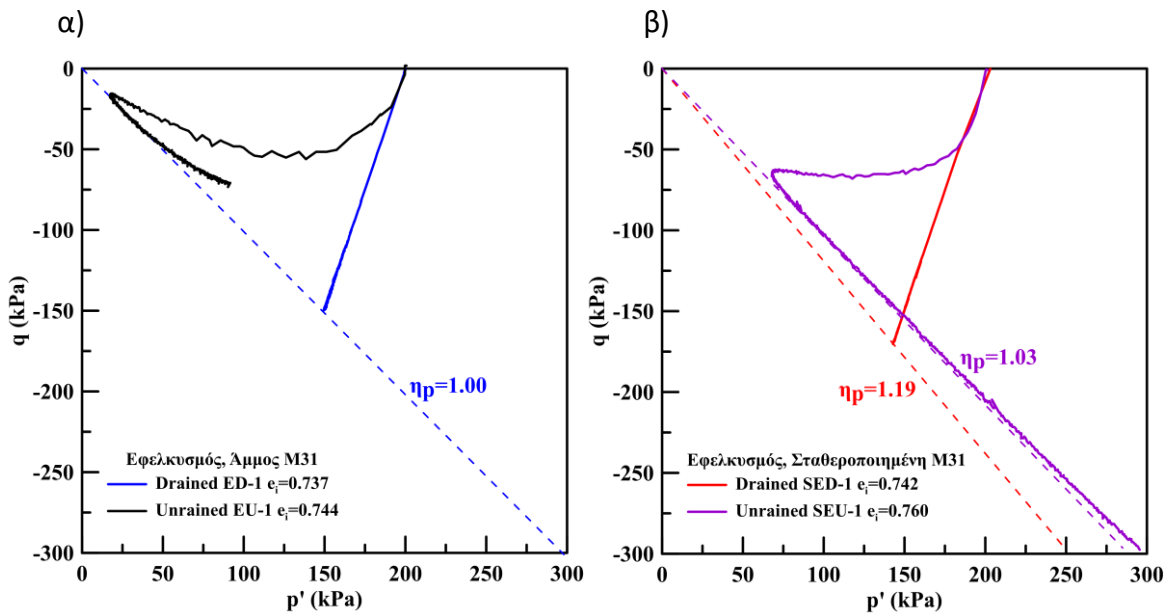 α)
β)
0
-50
-100
-150
-200
-250
-300
q (kPa)
0
50
100
150
200
250
300
p' (kPa)
ηp=1.00
Εφελκυσμός, Άμμος Μ31
Drained ED-1 ei=0.737
Unrained EU-1 ei=0.744
0
-50
-100
-150
-200
-250
-300
q (kPa)
0
50
100
150
200
250
300
p' (kPa)
ηp=1.03
ηp=1.19
Εφελκυσμός, Σταθεροποιημένη Μ31
Drained SED-1 ei=0.742
Unrained SEU-1 ei=0.760